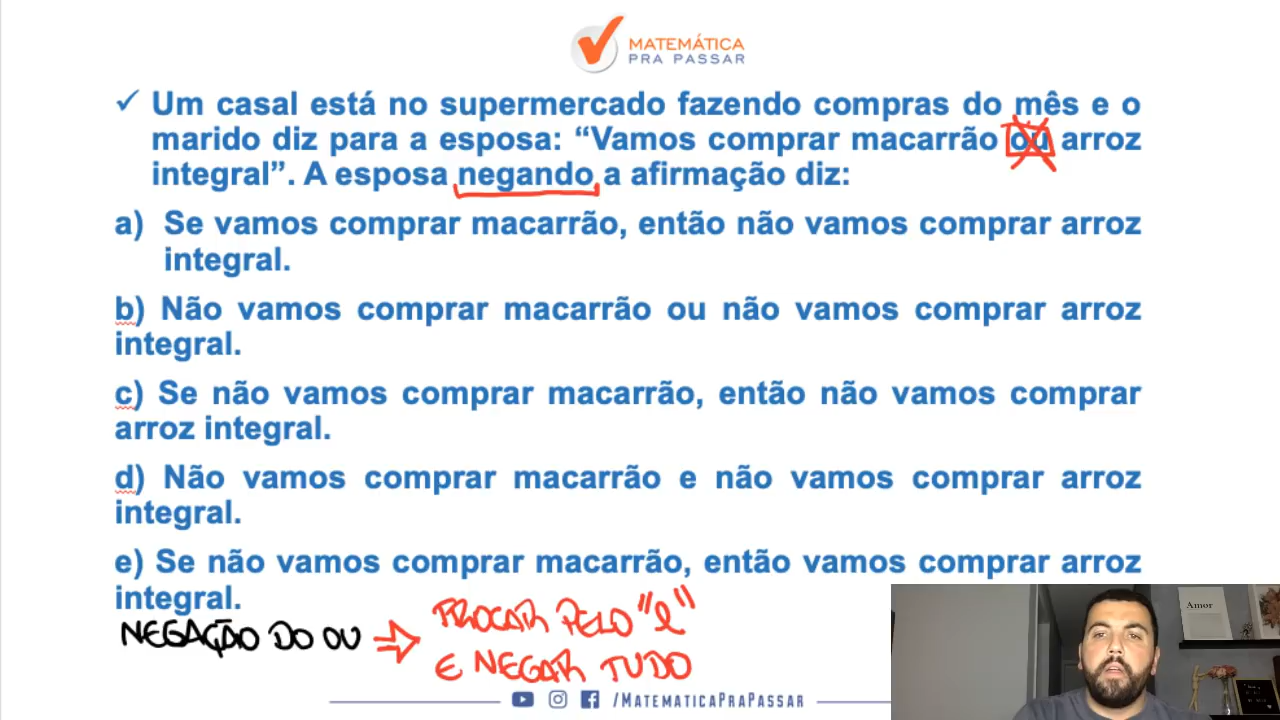 MATEMÁTICA
PRA PASSAR
✓ Um casal está no supermercado fazendo compras do mês e o
marido diz para a esposa: “Vamos comprar macarrão ou arroz
integral”. A esposa negando a afirmação diz:
a) Se vamos comprar macarrão, então não vamos comprar arroz
integral.
b) Não vamos comprar macarrão ou não vamos comprar arroz
integral.
c) Se não vamos comprar macarrão, então não vamos comprar
arroz integral.
d) Não vamos comprar macarrão e não vamos comprar arroz
integral.
e) Se não vamos comprar macarrão, então vamos comprar arroz
integral.
NEGAÇÃO DO OU ⇒ TROCAR PELO "e"
E NEGAR TUDO
Amor
/MATEMATICAPRAPASSAR